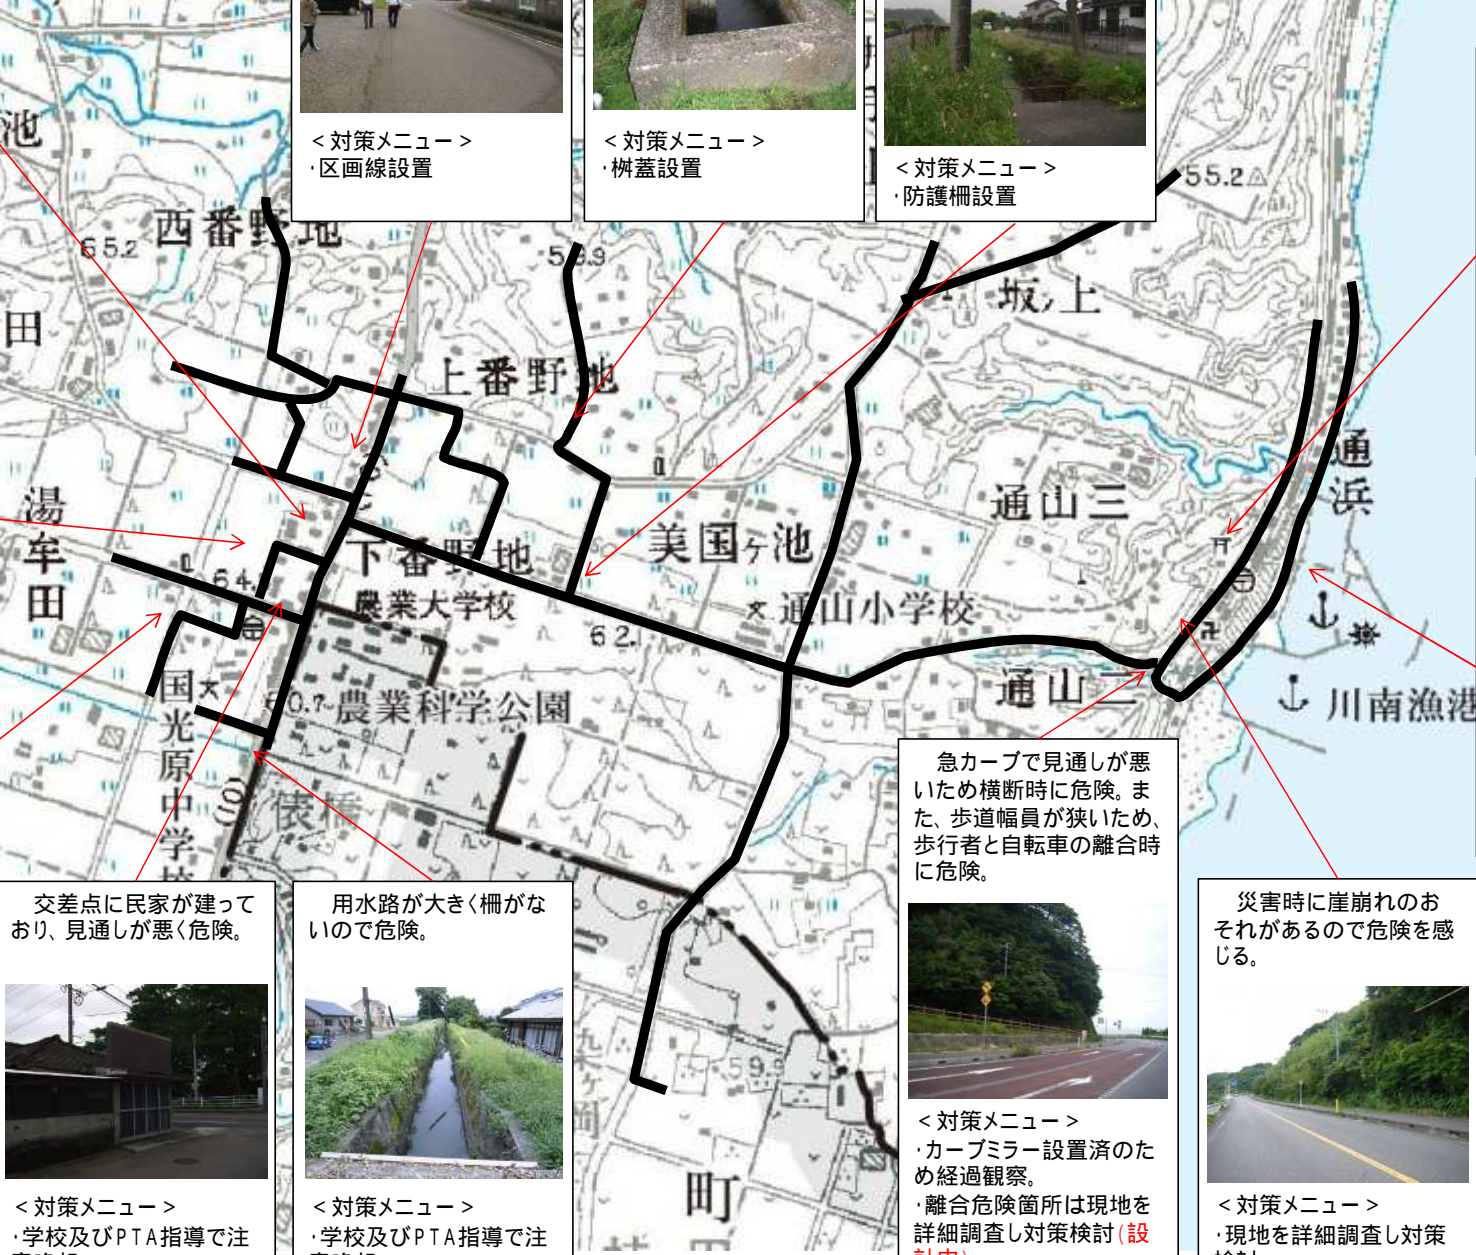 ＜対策メニュー＞
・区画線設置
＜対策メニュー＞
・桝蓋設置
＜対策メニュー＞
・防護柵設置
池
65.2
西番野地
59.9
55.2
坂ノ上
田
上番野地
通浜
湯牟田
通山三
美国ヶ池
下番野地
農業大学校
通山小学校
64.
62.
通山二
川南漁港
国光原中学校
0.7
農業科学公園
俵橋
59.9
町
急カーブで見通しが悪
いため横断時に危険。ま
た、歩道幅員が狭いため、
歩行者と自転車の離合時
に危険。
＜対策メニュー＞
・カーブミラー設置済のた
め経過観察。
・離合危険箇所は現地を
詳細調査し対策検討(設
計中)
交差点に民家が建って
おり、見通しが悪く危険。
＜対策メニュー＞
・学校及びPTA指導で注
用水路が大きく柵がな
いので危険。
＜対策メニュー＞
・学校及びPTA指導で注
災害時に崖崩れのお
それがあるので危険を感
じる。
＜対策メニュー＞
・現地を詳細調査し対策
検討